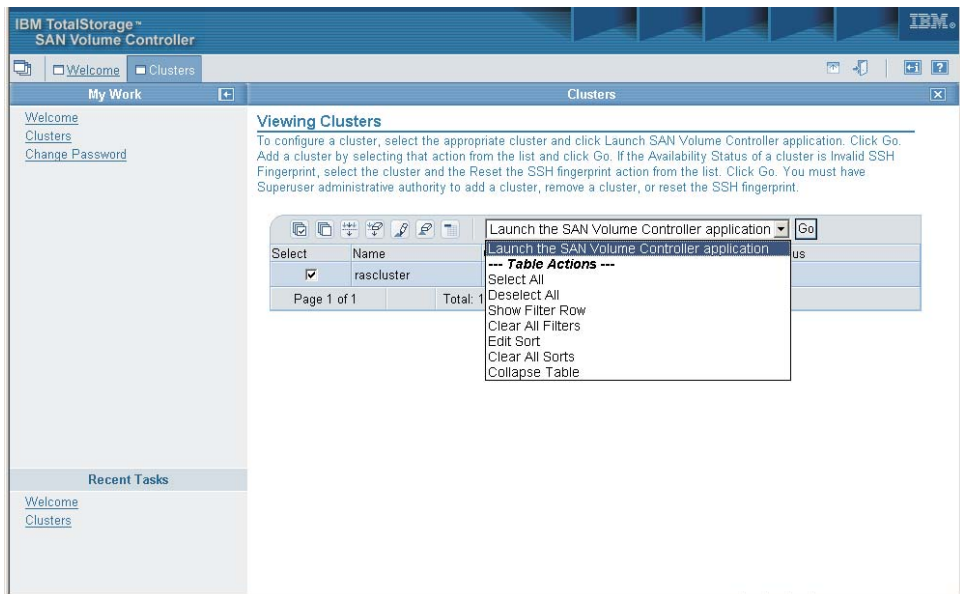 IBM TotalStorage™
SAN Volume Controller
IBM.
Welcome
Clusters
My Work
Clusters
Welcome
Clusters
Change Password
Viewing Clusters
To configure a cluster, select the appropriate cluster and click Launch SAN Volume Controller application. Click Go.
Add a cluster by selecting that action from the list and click Go. If the Availability Status of a cluster is Invalid SSH
Fingerprint, select the cluster and the Reset the SSH fingerprint action from the list. Click Go. You must have
Superuser administrative authority to add a cluster, remove a cluster, or reset the SSH fingerprint.
Launch the SAN Volume Controller application
Go
Select
Name
us
Launch the SAN Volume Controller application
--- Table Actions ---
Select All
Deselect All
Show Filter Row
Clear All Filters
Edit Sort
Clear All Sorts
Collapse Table
rascluster
Page 1 of 1
Total: 1
Recent Tasks
Welcome
Clusters